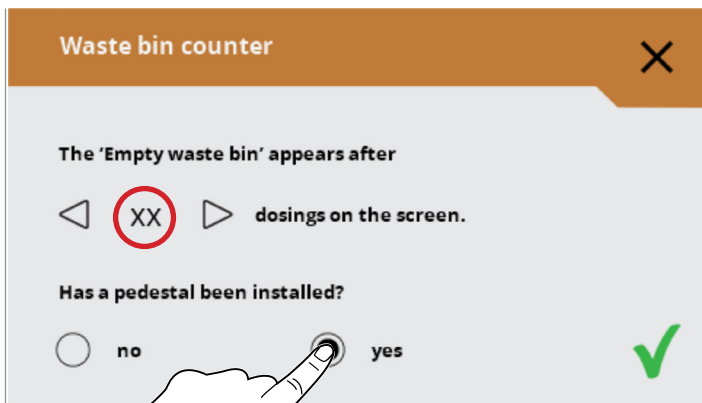 Waste bin counter
The ‘Empty waste bin’ appears after
XX dosings on the screen.
Has a pedestal been installed?
no yes